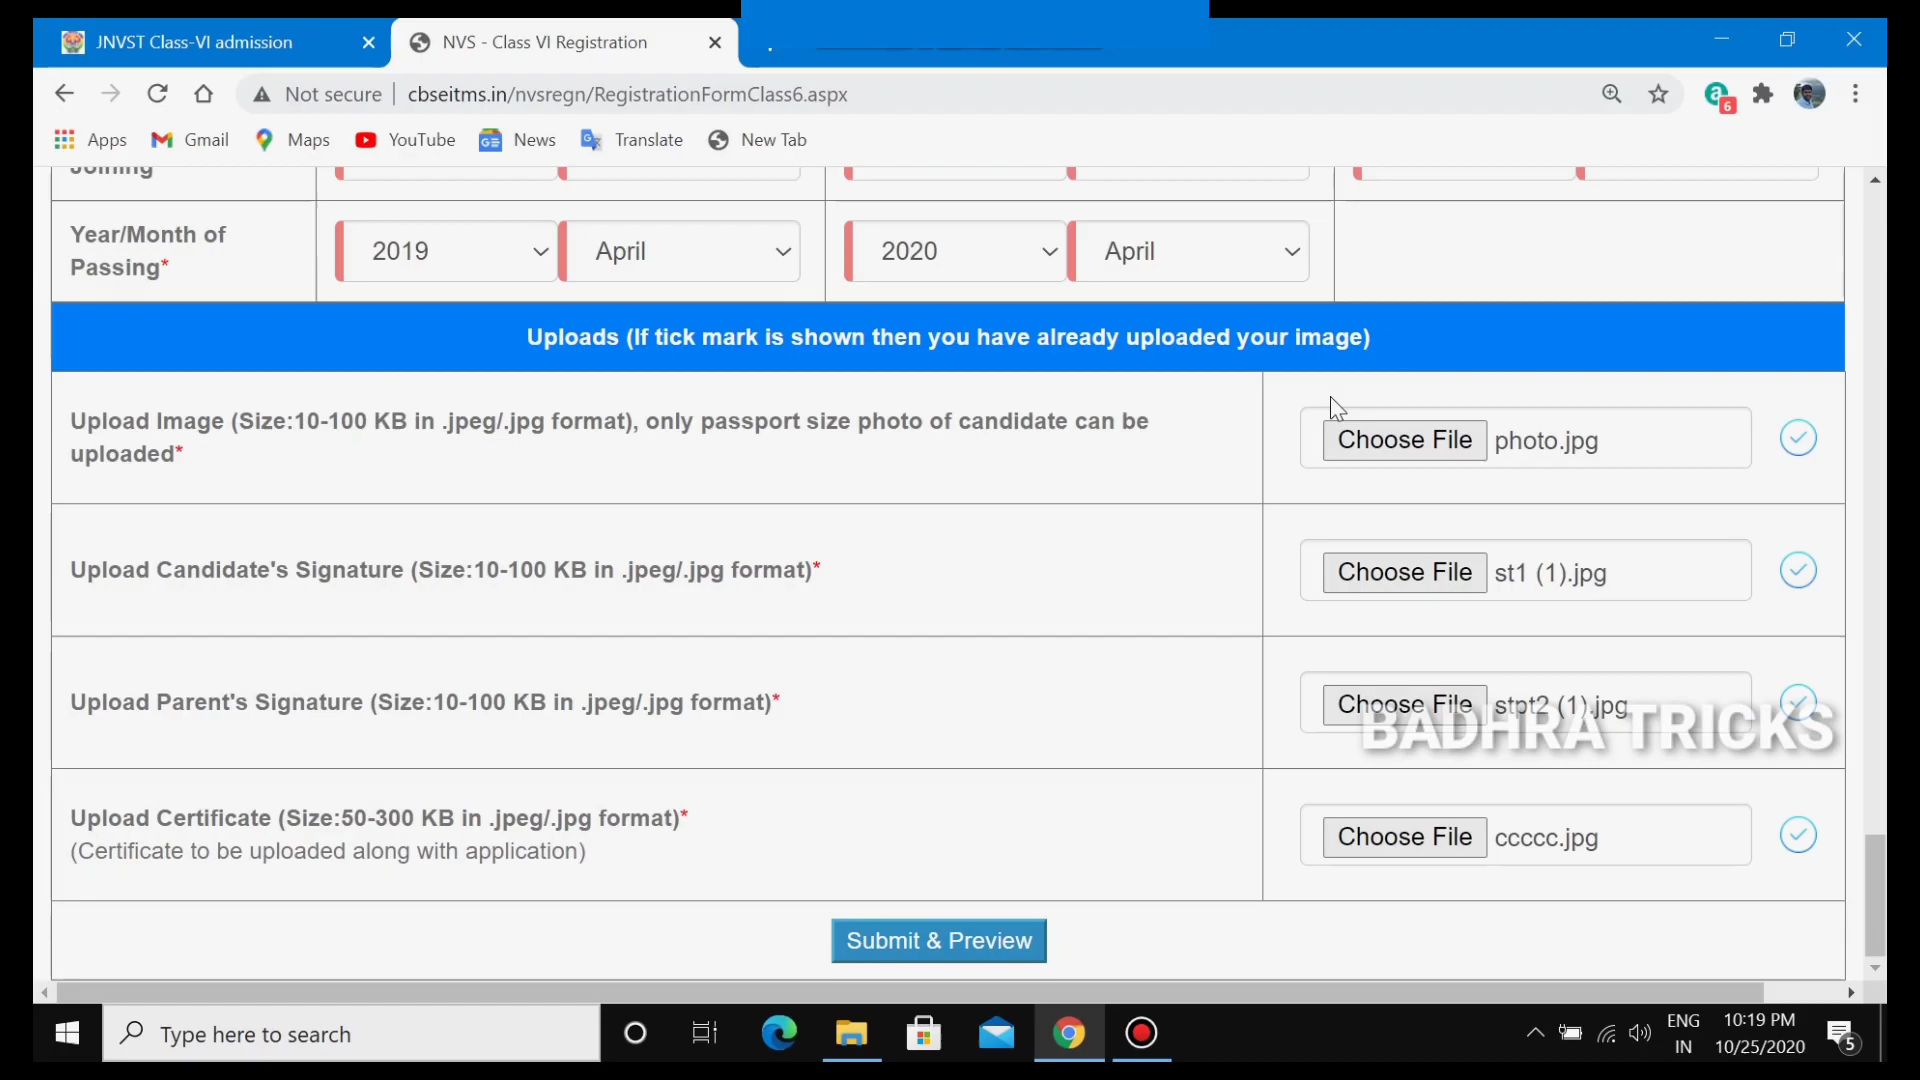 JNVST Class-VI admission
NVS - Class VI Registration
Not secure | cbseitms.in/nvsregn/RegistrationFormClass6.aspx
6
Apps Gmail Maps YouTube News Translate New Tab
Joining
Year/Month of
Passing*
2019 April 2020 April
Uploads (If tick mark is shown then you have already uploaded your image)
Upload Image (Size:10-100 KB in .jpeg/.jpg format), only passport size photo of candidate can be
uploaded*
Choose File photo.jpg
Upload Candidate's Signature (Size:10-100 KB in .jpeg/.jpg format)*
Choose File st1 (1).jpg
Upload Parent's Signature (Size:10-100 KB in .jpeg/.jpg format)*
Choose File stpt2 (1).jpg
BADHRA TRICKS
Upload Certificate (Size:50-300 KB in .jpeg/.jpg format)*
(Certificate to be uploaded along with application)
Choose File ccccc.jpg
Submit & Preview
Type here to search
ENG
IN
10:19 PM
10/25/2020
5